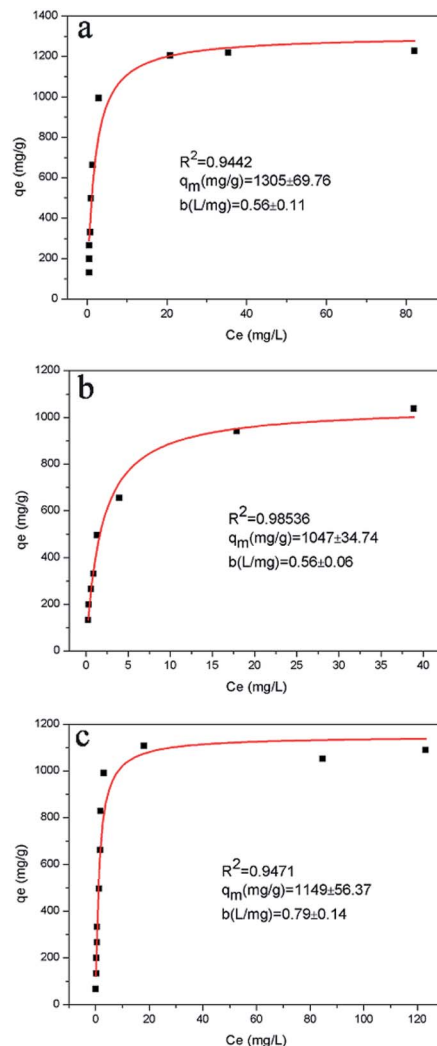 a
1400
1200
1000
800
600
400
200
0
qe (mg/g)
R²=0.9442
qm(mg/g)=1305±69.76
b(L/mg)=0.56±0.11
0 20 40 60 80
Ce (mg/L)
b
1200
1000
800
600
400
200
0
qe (mg/g)
R²=0.98536
qm(mg/g)=1047±34.74
b(L/mg)=0.56±0.06
0 5 10 15 20 25 30 35 40
Ce (mg/L)
c
1200
1000
800
600
400
200
0
qe (mg/g)
R²=0.9471
qm(mg/g)=1149±56.37
b(L/mg)=0.79±0.14
0 20 40 60 80 100 120
Ce (mg/L)